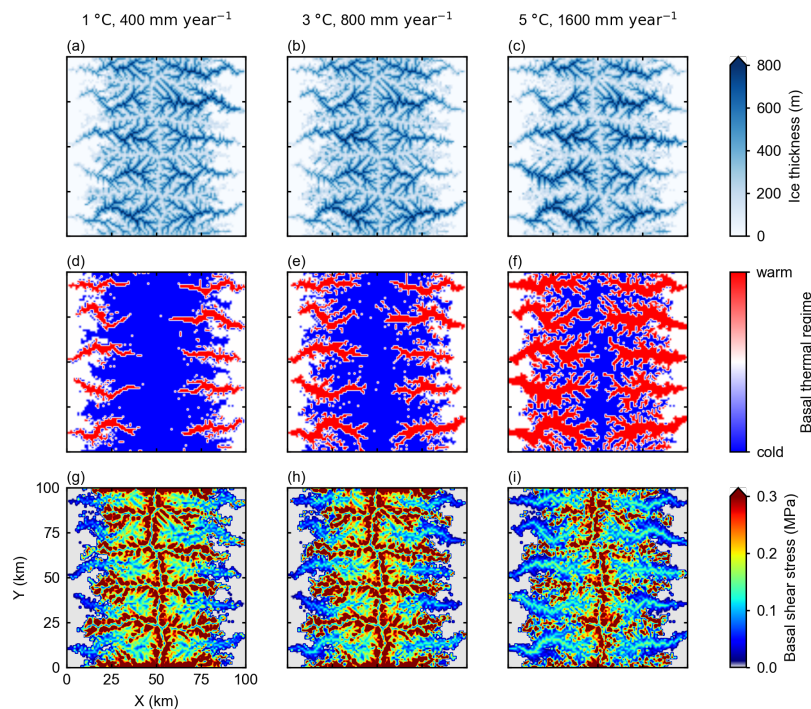 1 °C, 400 mm year⁻¹
3 °C, 800 mm year⁻¹
5 °C, 1600 mm year⁻¹
(a)
(b)
(c)
800
600
400
200
0
Ice thickness (m)
(d)
(e)
(f)
warm
cold
Basal thermal regime
(g)
(h)
(i)
100
75
50
25
0
Y (km)
0
25
50
75
100
X (km)
0.3
0.2
0.1
0.0
Basal shear stress (MPa)